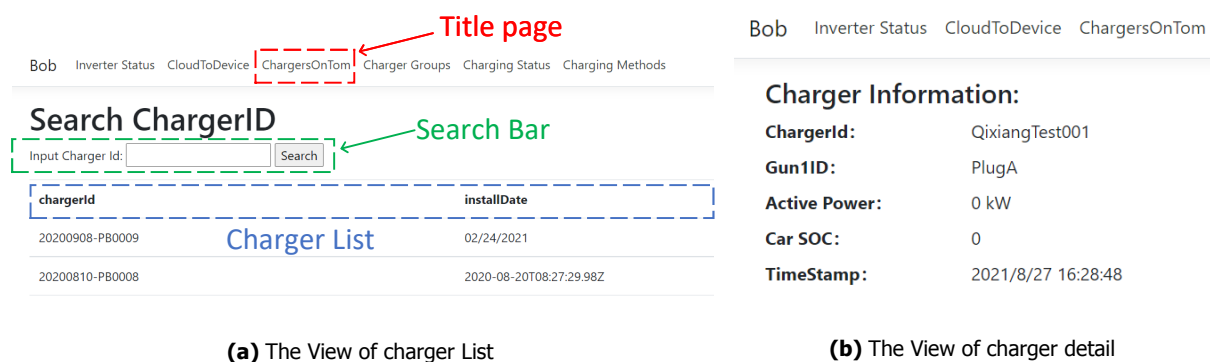 Title page
Bob Inverter Status CloudToDevice ChargersOnTom Charger Groups Charging Status Charging Methods
Search ChargerID
Search Bar
Input Charger Id: Search
chargerId installDate
20200908-PB0009 Charger List 02/24/2021
20200810-PB0008 2020-08-20T08:27:29.98Z
(a) The View of charger List
Bob Inverter Status CloudToDevice ChargersOnTom
Charger Information:
ChargerId: QixiangTest001
Gun1ID: PlugA
Active Power: 0 kW
Car SOC: 0
TimeStamp: 2021/8/27 16:28:48
(b) The View of charger detail